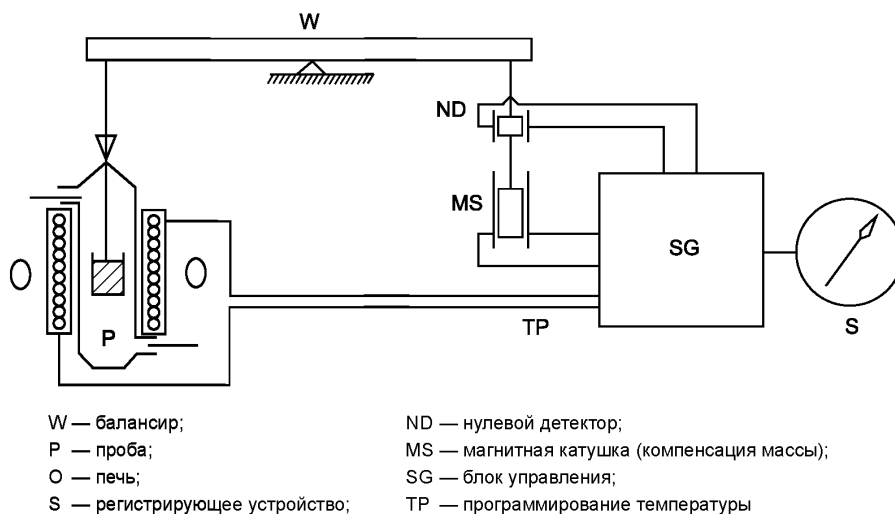 W
ND
MS
SG
O
O
P
TP
S
W — балансир;
P — проба;
O — печь;
S — регистрирующее устройство;
ND — нулевой детектор;
MS — магнитная катушка (компенсация массы);
SG — блок управления;
TP — программирование температуры